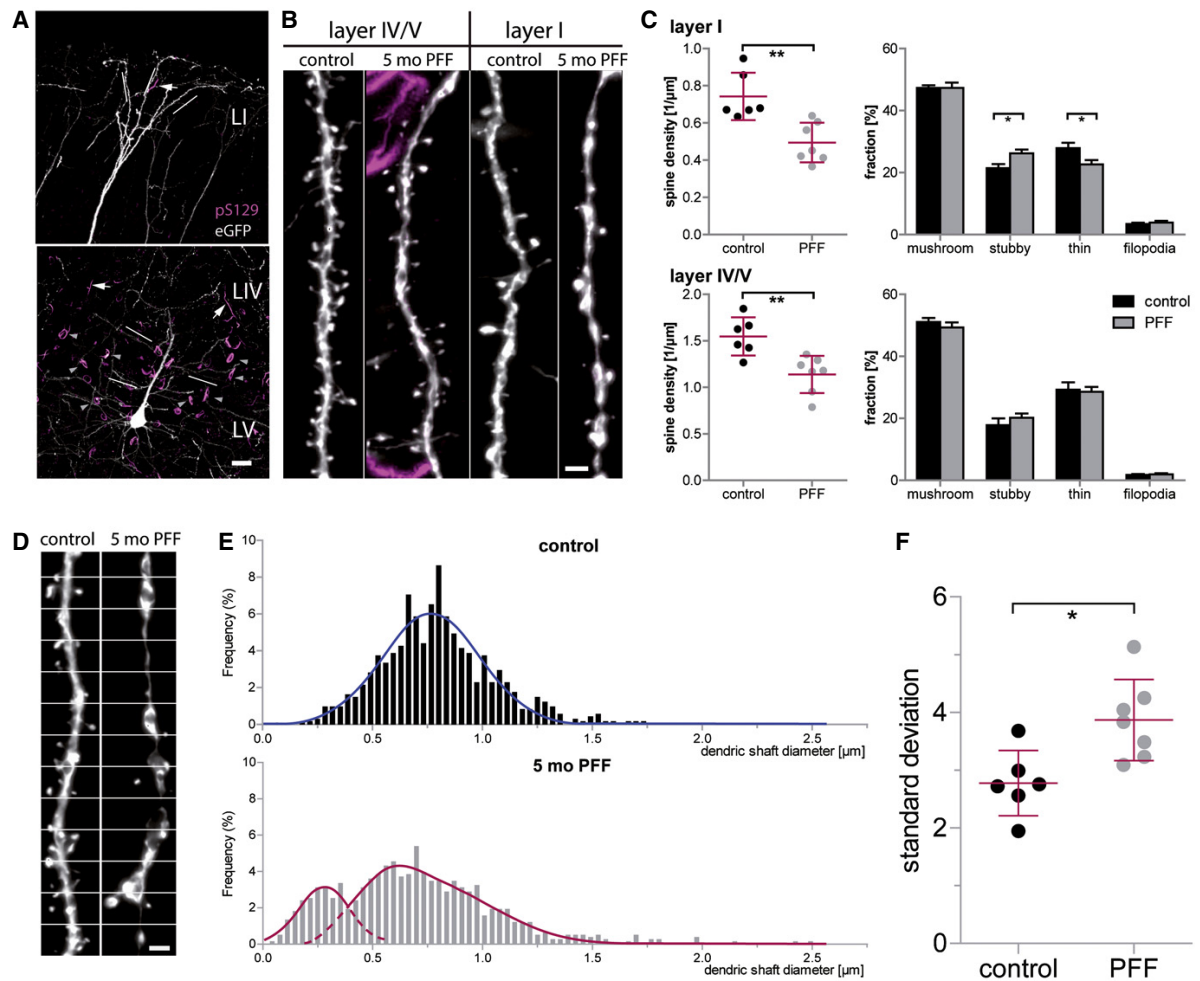 A
LI
pS129
eGFP
LIV
LV
B
layer IV/V layer I
control 5 mo PFF control 5 mo PFF
C
layer I
spine density [1/µm]
1.0
0.8
0.6
0.4
0.2
0.0
**
control PFF
fraction [%]
60
40
20
0
* *
mushroom stubby thin filopodia
layer IV/V
spine density [1/µm]
2.0
1.5
1.0
0.5
0.0
**
control PFF
fraction [%]
60
40
20
0
control
PFF
mushroom stubby thin filopodia
D
control 5 mo PFF
E
control
Frequency (%)
10
8
6
4
2
0
0.0 0.5 1.0 1.5 2.0 2.5
dendric shaft diameter [µm]
5 mo PFF
Frequency (%)
10
8
6
4
2
0
0.0 0.5 1.0 1.5 2.0 2.5
dendric shaft diameter [µm]
F
standard deviation
6
4
2
0
*
control PFF